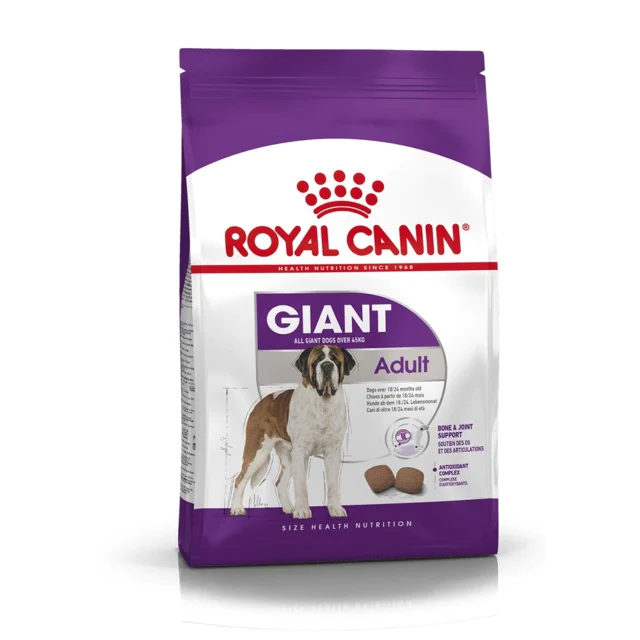 ROYAL CANIN®
HEALTH NUTRITION SINCE 1968
GIANT
ALL GIANT DOGS OVER 45KG
Adult
Dogs over 18/24 months old
Chiens à partir de 18/24 mois
Hunde ab dem 18./24. Lebensmonat
Cani di oltre 18/24 mesi di età
BONE & JOINT
SUPPORT
SOUTIEN DES OS
ET DES ARTICULATIONS
ANTIOXIDANT
COMPLEX
COMPLEXE
D'ANTIOXYDANTS
SIZE HEALTH NUTRITION